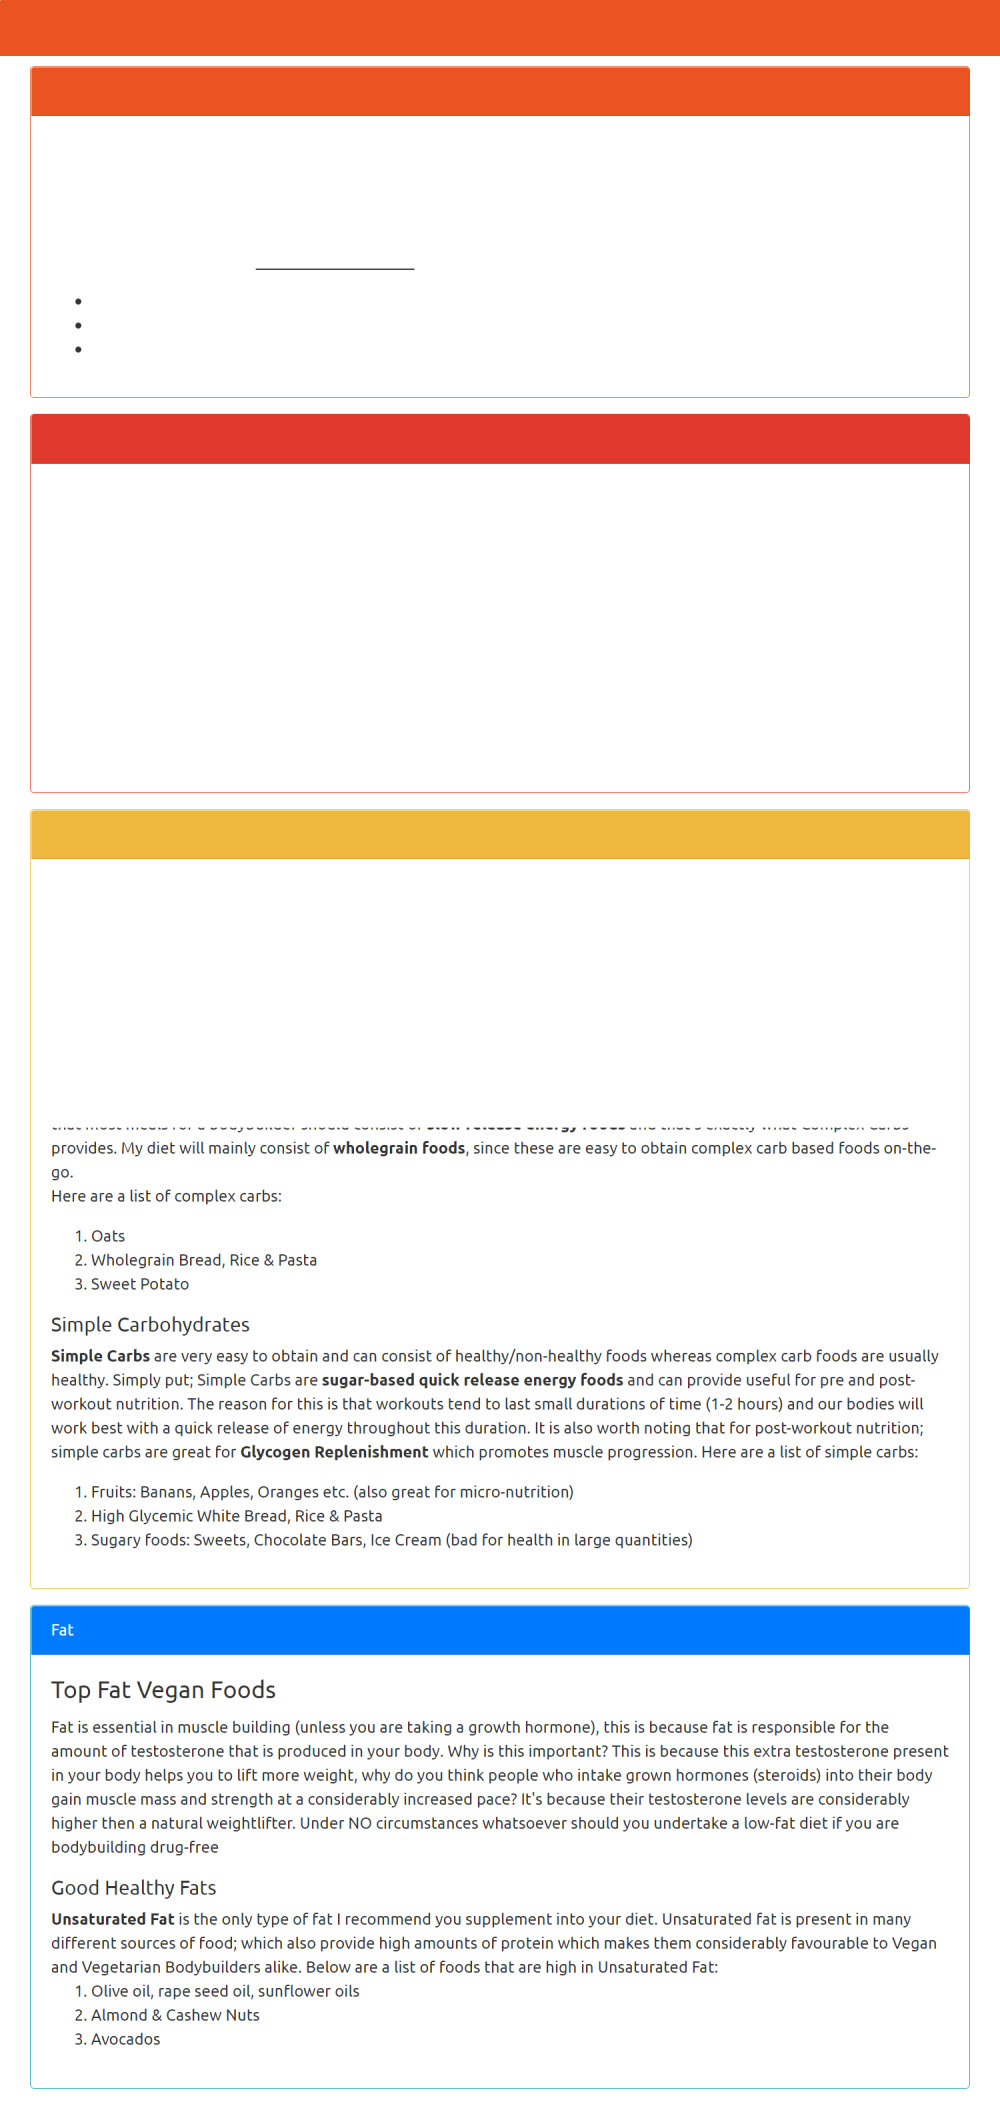 provides. My diet will mainly consist of wholegrain foods, since these are easy to obtain complex carb based foods on-the-
go.
Here are a list of complex carbs:
1. Oats
2. Wholegrain Bread, Rice & Pasta
3. Sweet Potato
Simple Carbohydrates
Simple Carbs are very easy to obtain and can consist of healthy/non-healthy foods whereas complex carb foods are usually
healthy. Simply put; Simple Carbs are sugar-based quick release energy foods and can provide useful for pre and post-
workout nutrition. The reason for this is that workouts tend to last small durations of time (1-2 hours) and our bodies will
work best with a quick release of energy throughout this duration. It is also worth noting that for post-workout nutrition;
simple carbs are great for Glycogen Replenishment which promotes muscle progression. Here are a list of simple carbs:
1. Fruits: Banans, Apples, Oranges etc. (also great for micro-nutrition)
2. High Glycemic White Bread, Rice & Pasta
3. Sugary foods: Sweets, Chocolate Bars, Ice Cream (bad for health in large quantities)
Fat
Top Fat Vegan Foods
Fat is essential in muscle building (unless you are taking a growth hormone), this is because fat is responsible for the
amount of testosterone that is produced in your body. Why is this important? This is because this extra testosterone present
in your body helps you to lift more weight, why do you think people who intake grown hormones (steroids) into their body
gain muscle mass and strength at a considerably increased pace? It's because their testosterone levels are considerably
higher then a natural weightlifter. Under NO circumstances whatsoever should you undertake a low-fat diet if you are
bodybuilding drug-free
Good Healthy Fats
Unsaturated Fat is the only type of fat I recommend you supplement into your diet. Unsaturated fat is present in many
different sources of food; which also provide high amounts of protein which makes them considerably favourable to Vegan
and Vegetarian Bodybuilders alike. Below are a list of foods that are high in Unsaturated Fat:
1. Olive oil, rape seed oil, sunflower oils
2. Almond & Cashew Nuts
3. Avocados